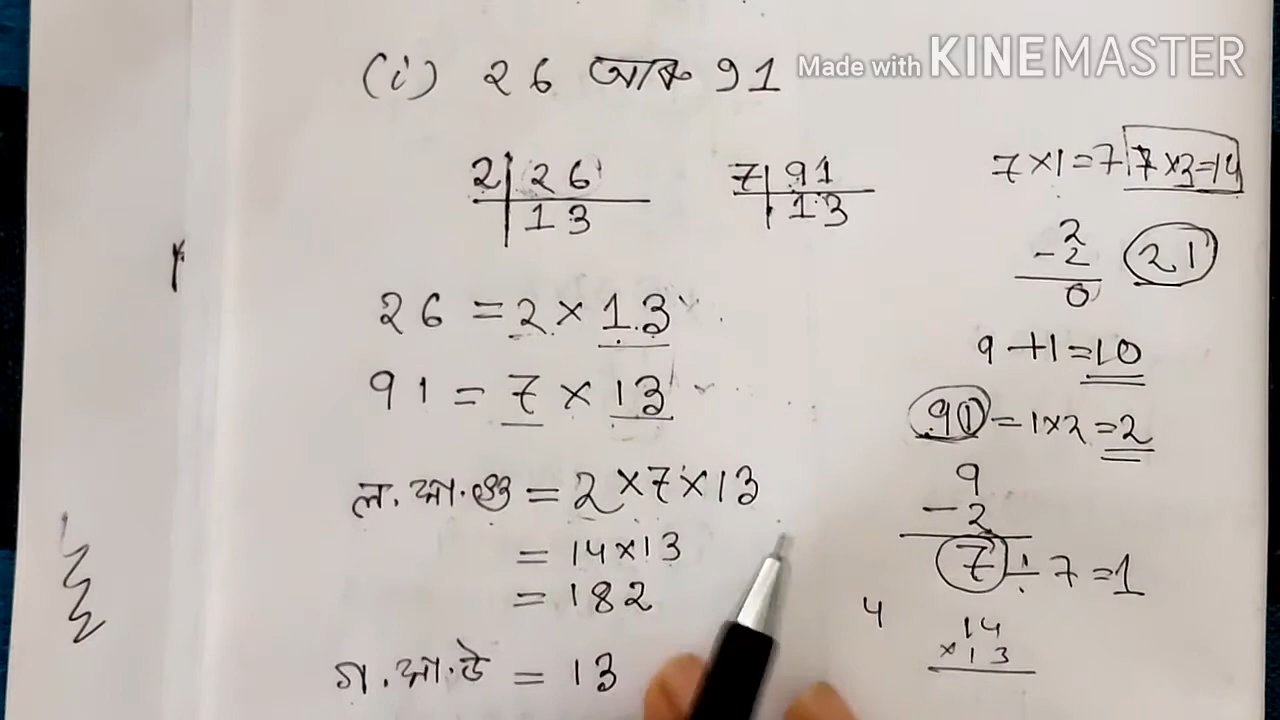 (i) 26 আৰু 91
Made with KINEMASTER
2 | 26
13
7 | 91
13
26 = 2 × 13
91 = 7 × 13
ল.সা.গু = 2 × 7 × 13
= 14 × 13
= 182
গ.সা.উ = 13
7 × 1 = 7
7 × 3 = 14
2
- 2
0
21
9 + 1 = 10
91 = 1 × 2 = 2
9
- 2
7 ÷ 7 = 1
4
14
× 13